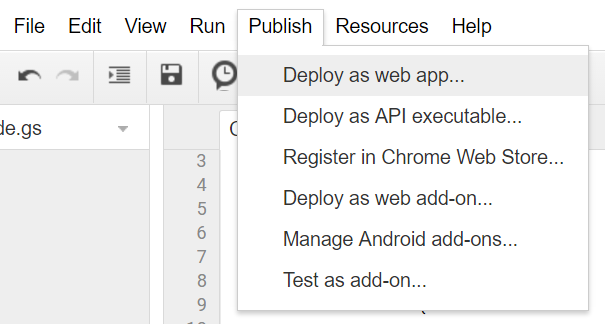 File Edit View Run Publish Resources Help
Deploy as web app...
de.gs
Deploy as API executable...
3
Register in Chrome Web Store...
4
5
Deploy as web add-on...
6
7
Manage Android add-ons...
8
Test as add-on...
9